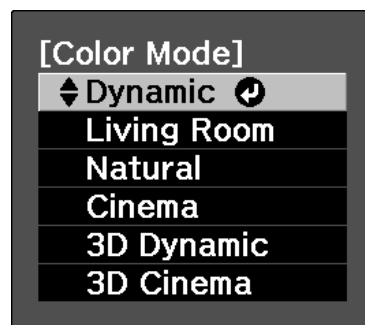 [Color Mode]
Dynamic
Living Room
Natural
Cinema
3D Dynamic
3D Cinema